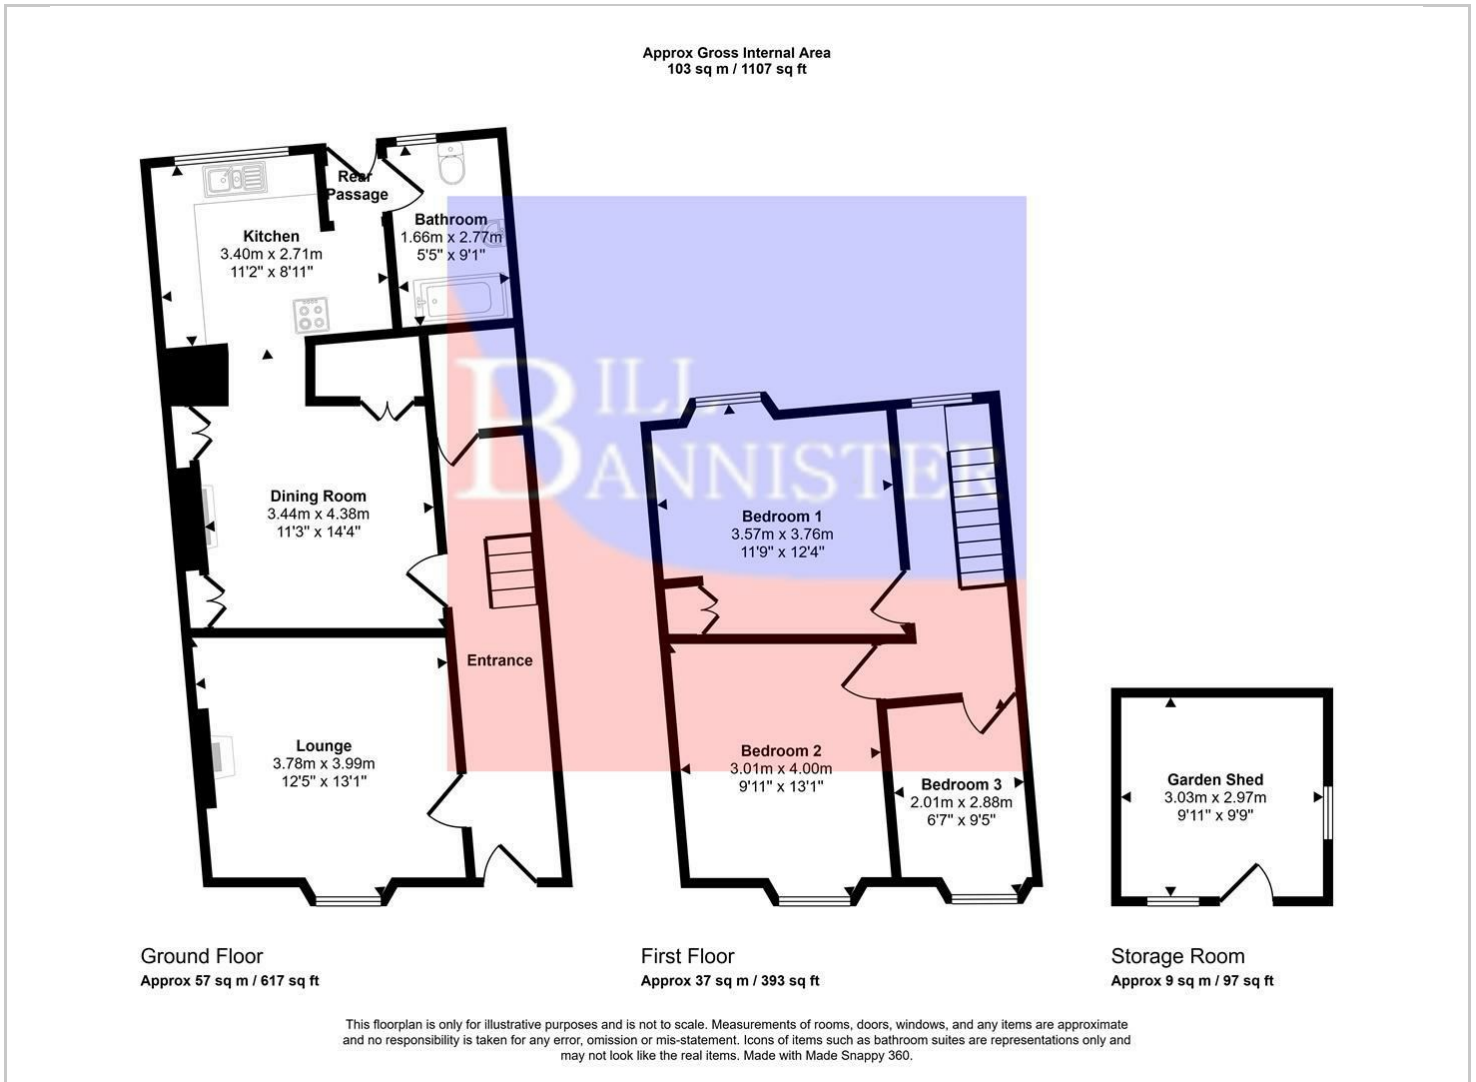 Approx Gross Internal Area
103 sq m / 1107 sq ft
Rear
Passage
Bathroom
1.66m x 2.77m
5'5" x 9'1"
Kitchen
3.40m x 2.71m
11'2" x 8'11"
Dining Room
3.44m x 4.38m
11'3" x 14'4"
Entrance
Lounge
3.78m x 3.99m
12'5" x 13'1"
BILL
BANNISTER
Bedroom 1
3.57m x 3.76m
11'9" x 12'4"
Bedroom 2
3.01m x 4.00m
9'11" x 13'1"
Bedroom 3
2.01m x 2.88m
6'7" x 9'5"
Garden Shed
3.03m x 2.97m
9'11" x 9'9"
Ground Floor
Approx 57 sq m / 617 sq ft
First Floor
Approx 37 sq m / 393 sq ft
Storage Room
Approx 9 sq m / 97 sq ft
This floorplan is only for illustrative purposes and is not to scale. Measurements of rooms, doors, windows, and any items are approximate
and no responsibility is taken for any error, omission or mis-statement. Icons of items such as bathroom suites are representations only and
may not look like the real items. Made with Made Snappy 360.